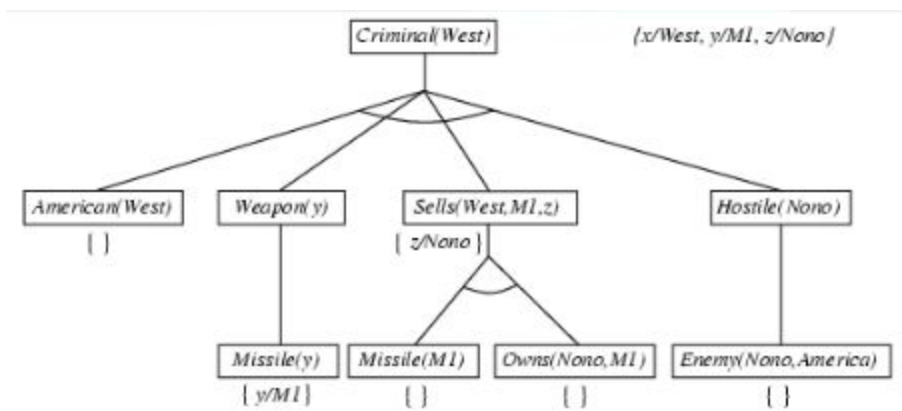 Criminal(West)
{x/West, y/M1, z/Nono}
American(West)
Weapon(y)
Sells(West,M1,z)
Hostile(Nono)
{ }
{ z/Nono }
Missile(y)
Missile(M1)
Owns(Nono,M1)
Enemy(Nono,America)
{ y/M1 }
{ }
{ }
{ }